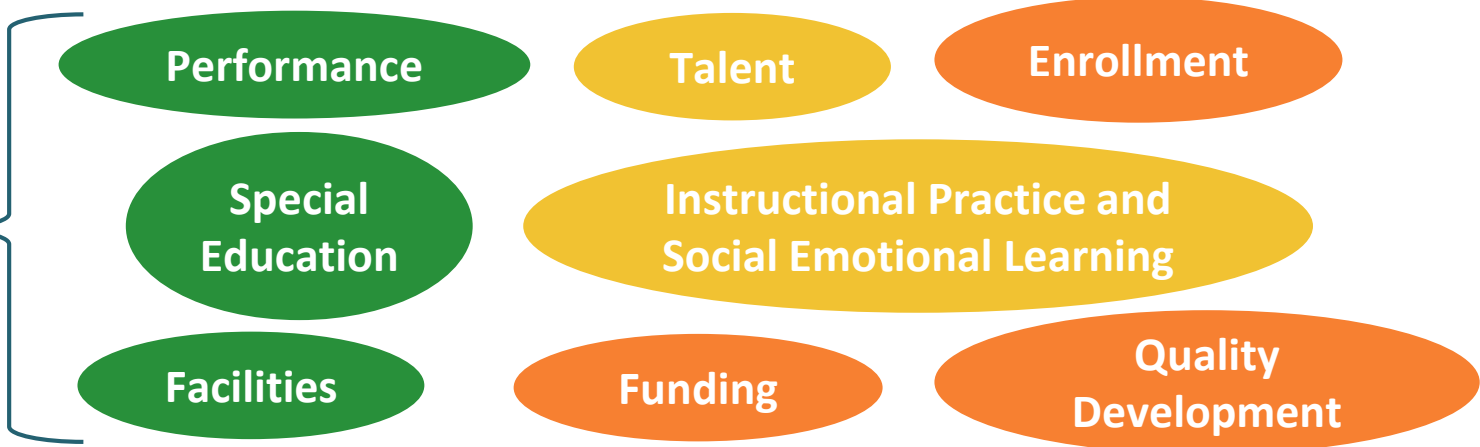 Performance
Talent
Enrollment
Special
Education
Instructional Practice and
Social Emotional Learning
Facilities
Funding
Quality
Development